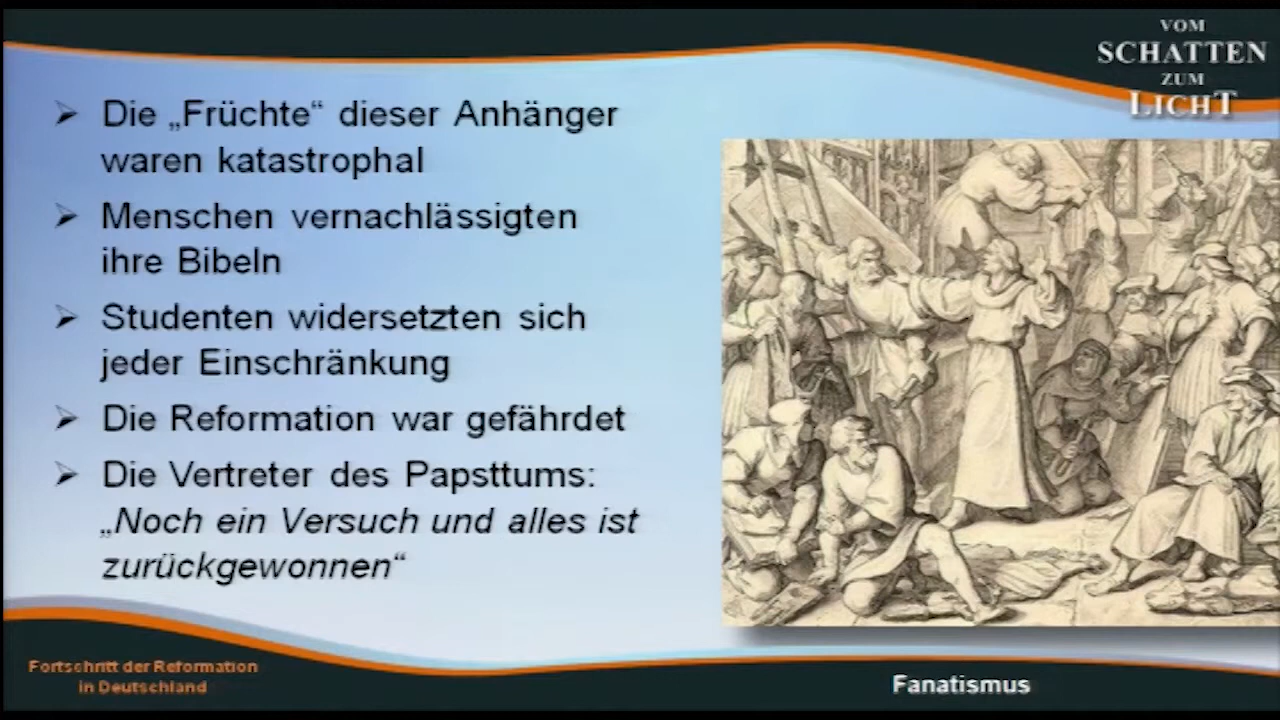 VOM
SCHATTEN
ZUM
LICHT
➢ Die „Früchte“ dieser Anhänger
waren katastrophal
➢ Menschen vernachlässigten
ihre Bibeln
➢ Studenten widersetzten sich
jeder Einschränkung
➢ Die Reformation war gefährdet
➢ Die Vertreter des Papsttums:
„Noch ein Versuch und alles ist
zurückgewonnen“
Fortschritt der Reformation
in Deutschland
Fanatismus